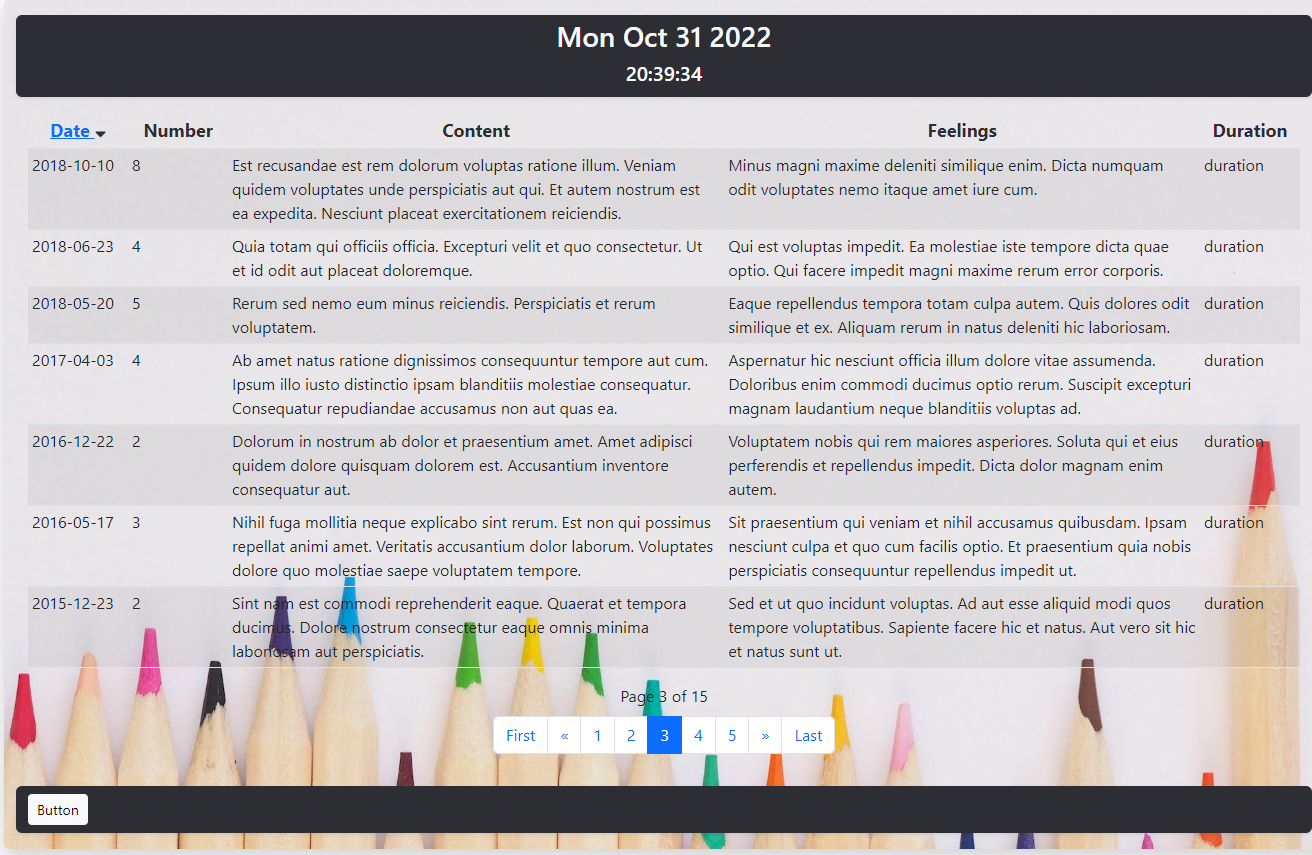 Mon Oct 31 2022
20:39:34
Date Number Content Feelings Duration
2018-10-10 8 Est recusandae est rem dolorum voluptas ratione illum. Veniam Minus magni maxime deleniti similique enim. Dicta numquam duration
quidem voluptates unde perspiciatis aut qui. Et autem nostrum est odit voluptates nemo itaque amet iure cum.
ea expedita. Nesciunt placeat exercitationem reiciendis.
2018-06-23 4 Quia totam qui officiis officia. Excepturi velit et quo consectetur. Ut Qui est voluptas impedit. Ea molestiae iste tempore dicta quae duration
et id odit aut placeat doloremque. optio. Qui facere impedit magni maxime rerum error corporis.
2018-05-20 5 Rerum sed nemo eum minus reiciendis. Perspiciatis et rerum Eaque repellendus tempora totam culpa autem. Quis dolores odit duration
voluptatem. similique et ex. Aliquam rerum in natus deleniti hic laboriosam.
2017-04-03 4 Ab amet natus ratione dignissimos consequuntur tempore aut cum. Aspernatur hic nesciunt officia illum dolore vitae assumenda. duration
Ipsum illo iusto distinctio ipsam blanditiis molestiae consequatur. Doloribus enim commodi ducimus optio rerum. Suscipit excepturi
Consequatur repudiandae accusamus non aut quas ea. magnam laudantium neque blanditiis voluptas ad.
2016-12-22 2 Dolorum in nostrum ab dolor et praesentium amet. Amet adipisci Voluptatem nobis qui rem maiores asperiores. Soluta qui et eius duration
quidem dolore quisquam dolorem est. Accusantium inventore perferendis et repellendus impedit. Dicta dolor magnam enim
consequatur aut. autem.
2016-05-17 3 Nihil fuga mollitia neque explicabo sint rerum. Est non qui possimus Sit praesentium qui veniam et nihil accusamus quibusdam. Ipsam duration
repellat animi amet. Veritatis accusantium dolor laborum. Voluptates nesciunt culpa et quo cum facilis optio. Et praesentium quia nobis
dolore quo molestiae saepe voluptatem tempore. perspiciatis consequuntur repellendus impedit ut.
2015-12-23 2 Sint nam est commodi reprehenderit eaque. Quaerat et tempora Sed et ut quo incidunt voluptas. Ad aut esse aliquid modi quos duration
ducimus. Dolore nostrum consectetur eaque omnis minima tempore voluptatibus. Sapiente facere hic et natus. Aut vero sit hic
laboriosam aut perspiciatis. et natus sunt ut.
Page 3 of 15
First « 1 2 3 4 5 » Last
Button